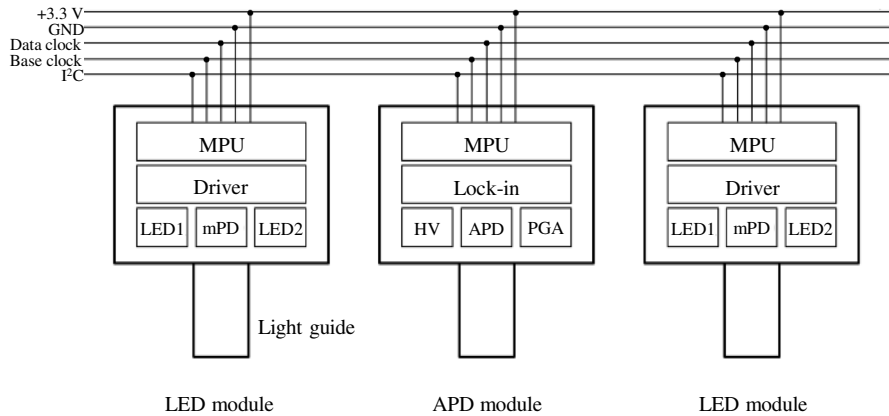 +3.3 V
GND
Data clock
Base clock
I²C
MPU
Driver
LED1 mPD LED2
MPU
Lock-in
HV APD PGA
MPU
Driver
LED1 mPD LED2
Light guide
LED module
APD module
LED module